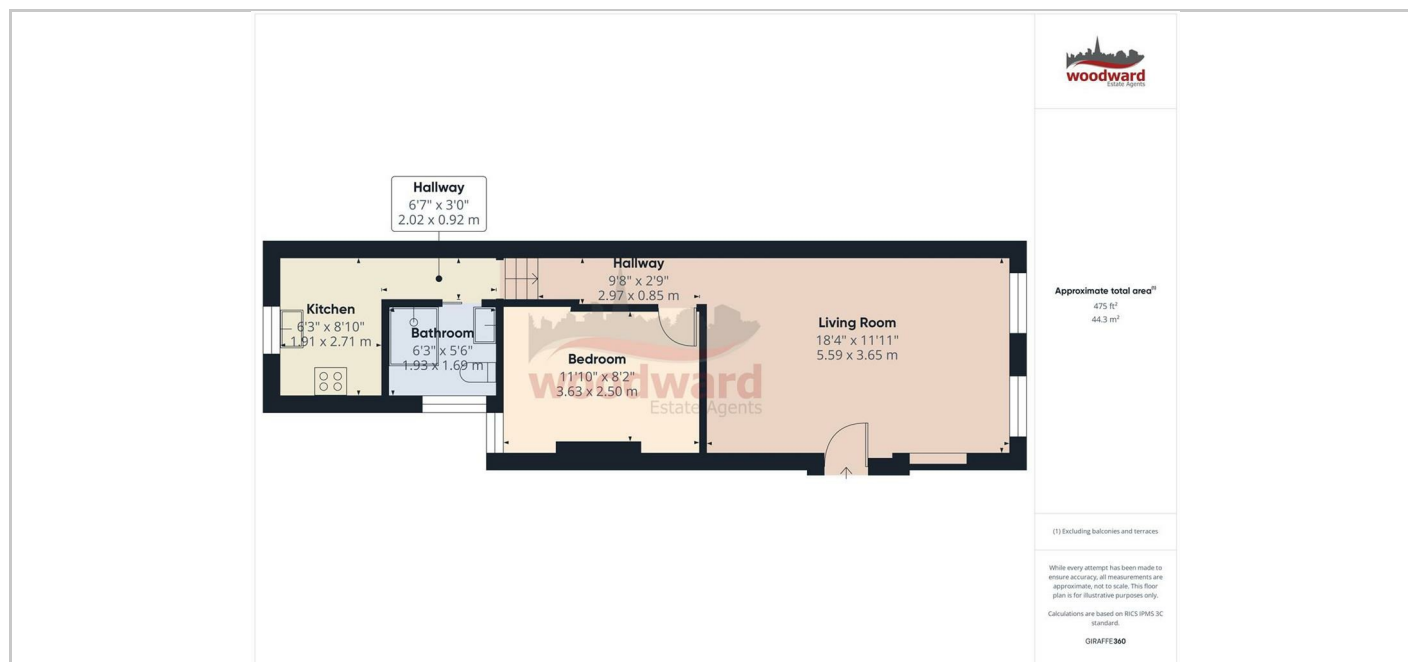 woodward
Estate Agents
Hallway
6'7" x 3'0"
2.02 x 0.92 m
Hallway
9'8" x 2'9"
2.97 x 0.85 m
Kitchen
6'3" x 8'10"
1.91 x 2.71 m
Bathroom
6'3" x 5'6"
1.93 x 1.69 m
Bedroom
11'10" x 8'2"
3.63 x 2.50 m
Living Room
18'4" x 11'11"
5.59 x 3.65 m
woodward
Estate Agents
Approximate total area(1)
475 ft²
44.3 m²
(1) Excluding balconies and terraces
While every attempt has been made to
ensure accuracy, all measurements are
approximate, not to scale. This floor
plan is for illustrative purposes only.
Calculations are based on RICS IPMS 3C
standard.
GIRAFFE360